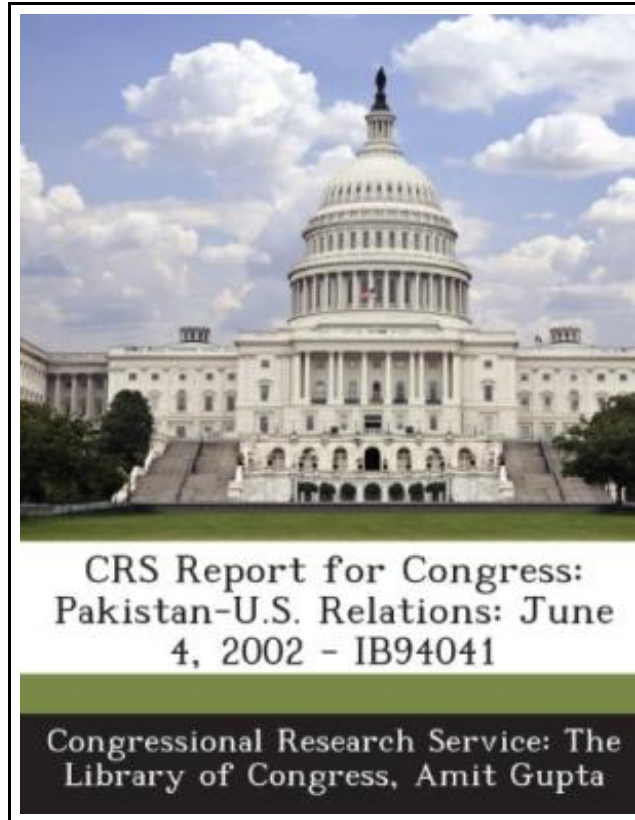 CRS Report for Congress:
Pakistan-U.S. Relations: June
4, 2002 - IB94041
Congressional Research Service: The
Library of Congress, Amit Gupta